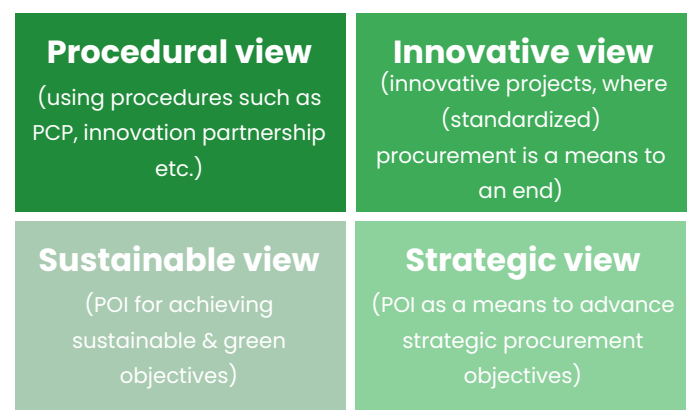 Procedural view
(using procedures such as
PCP, innovation partnership
etc.)
Innovative view
(innovative projects, where
(standardized)
procurement is a means to
an end)
Sustainable view
(POI for achieving
sustainable & green
objectives)
Strategic view
(POI as a means to advance
strategic procurement
objectives)